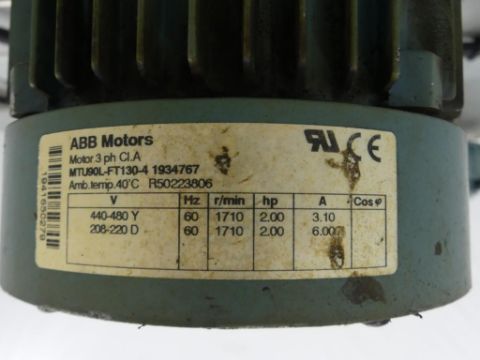 ABB Motors
Motor 3 ph Cl.A
MTU90L-FT130-4 1934767
Amb.temp.40°C R50223806
V Hz r/min hp A Cos φ
440-480 Y 60 1710 2.00 3.10
208-220 D 60 1710 2.00 6.00